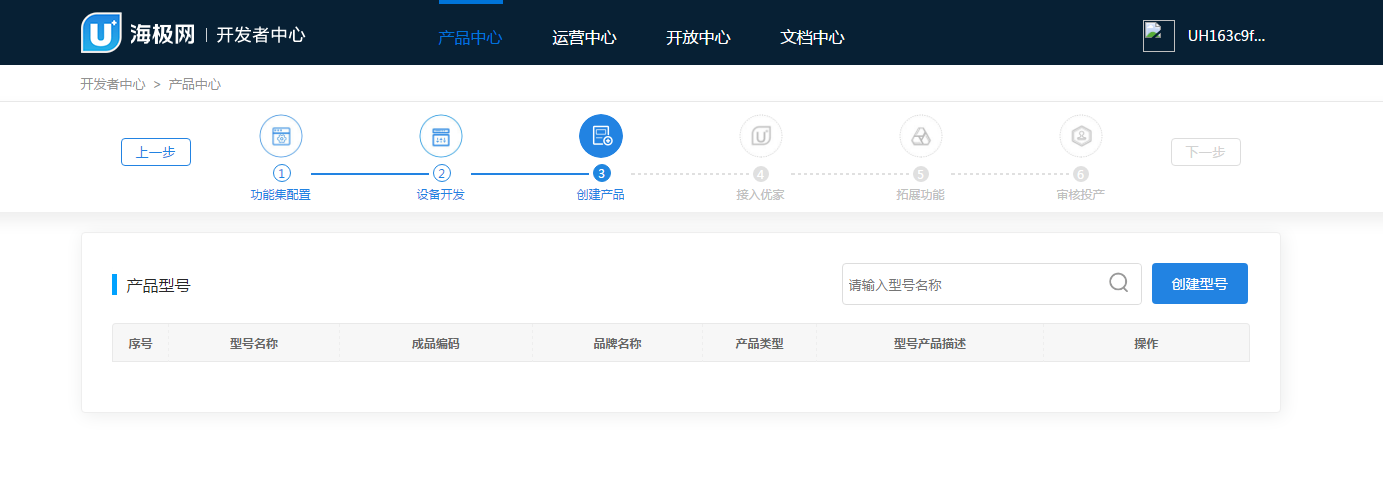 海极网 | 开发者中心
产品中心 运营中心 开放中心 文档中心
UH163c9f...
开发者中心 > 产品中心
上一步
1 2 3 4 5 6
功能集配置 设备开发 创建产品 接入优家 拓展功能 审核投产
下一步
产品型号
请输入型号名称
创建型号
序号 型号名称 成品编码 品牌名称 产品类型 型号产品描述 操作